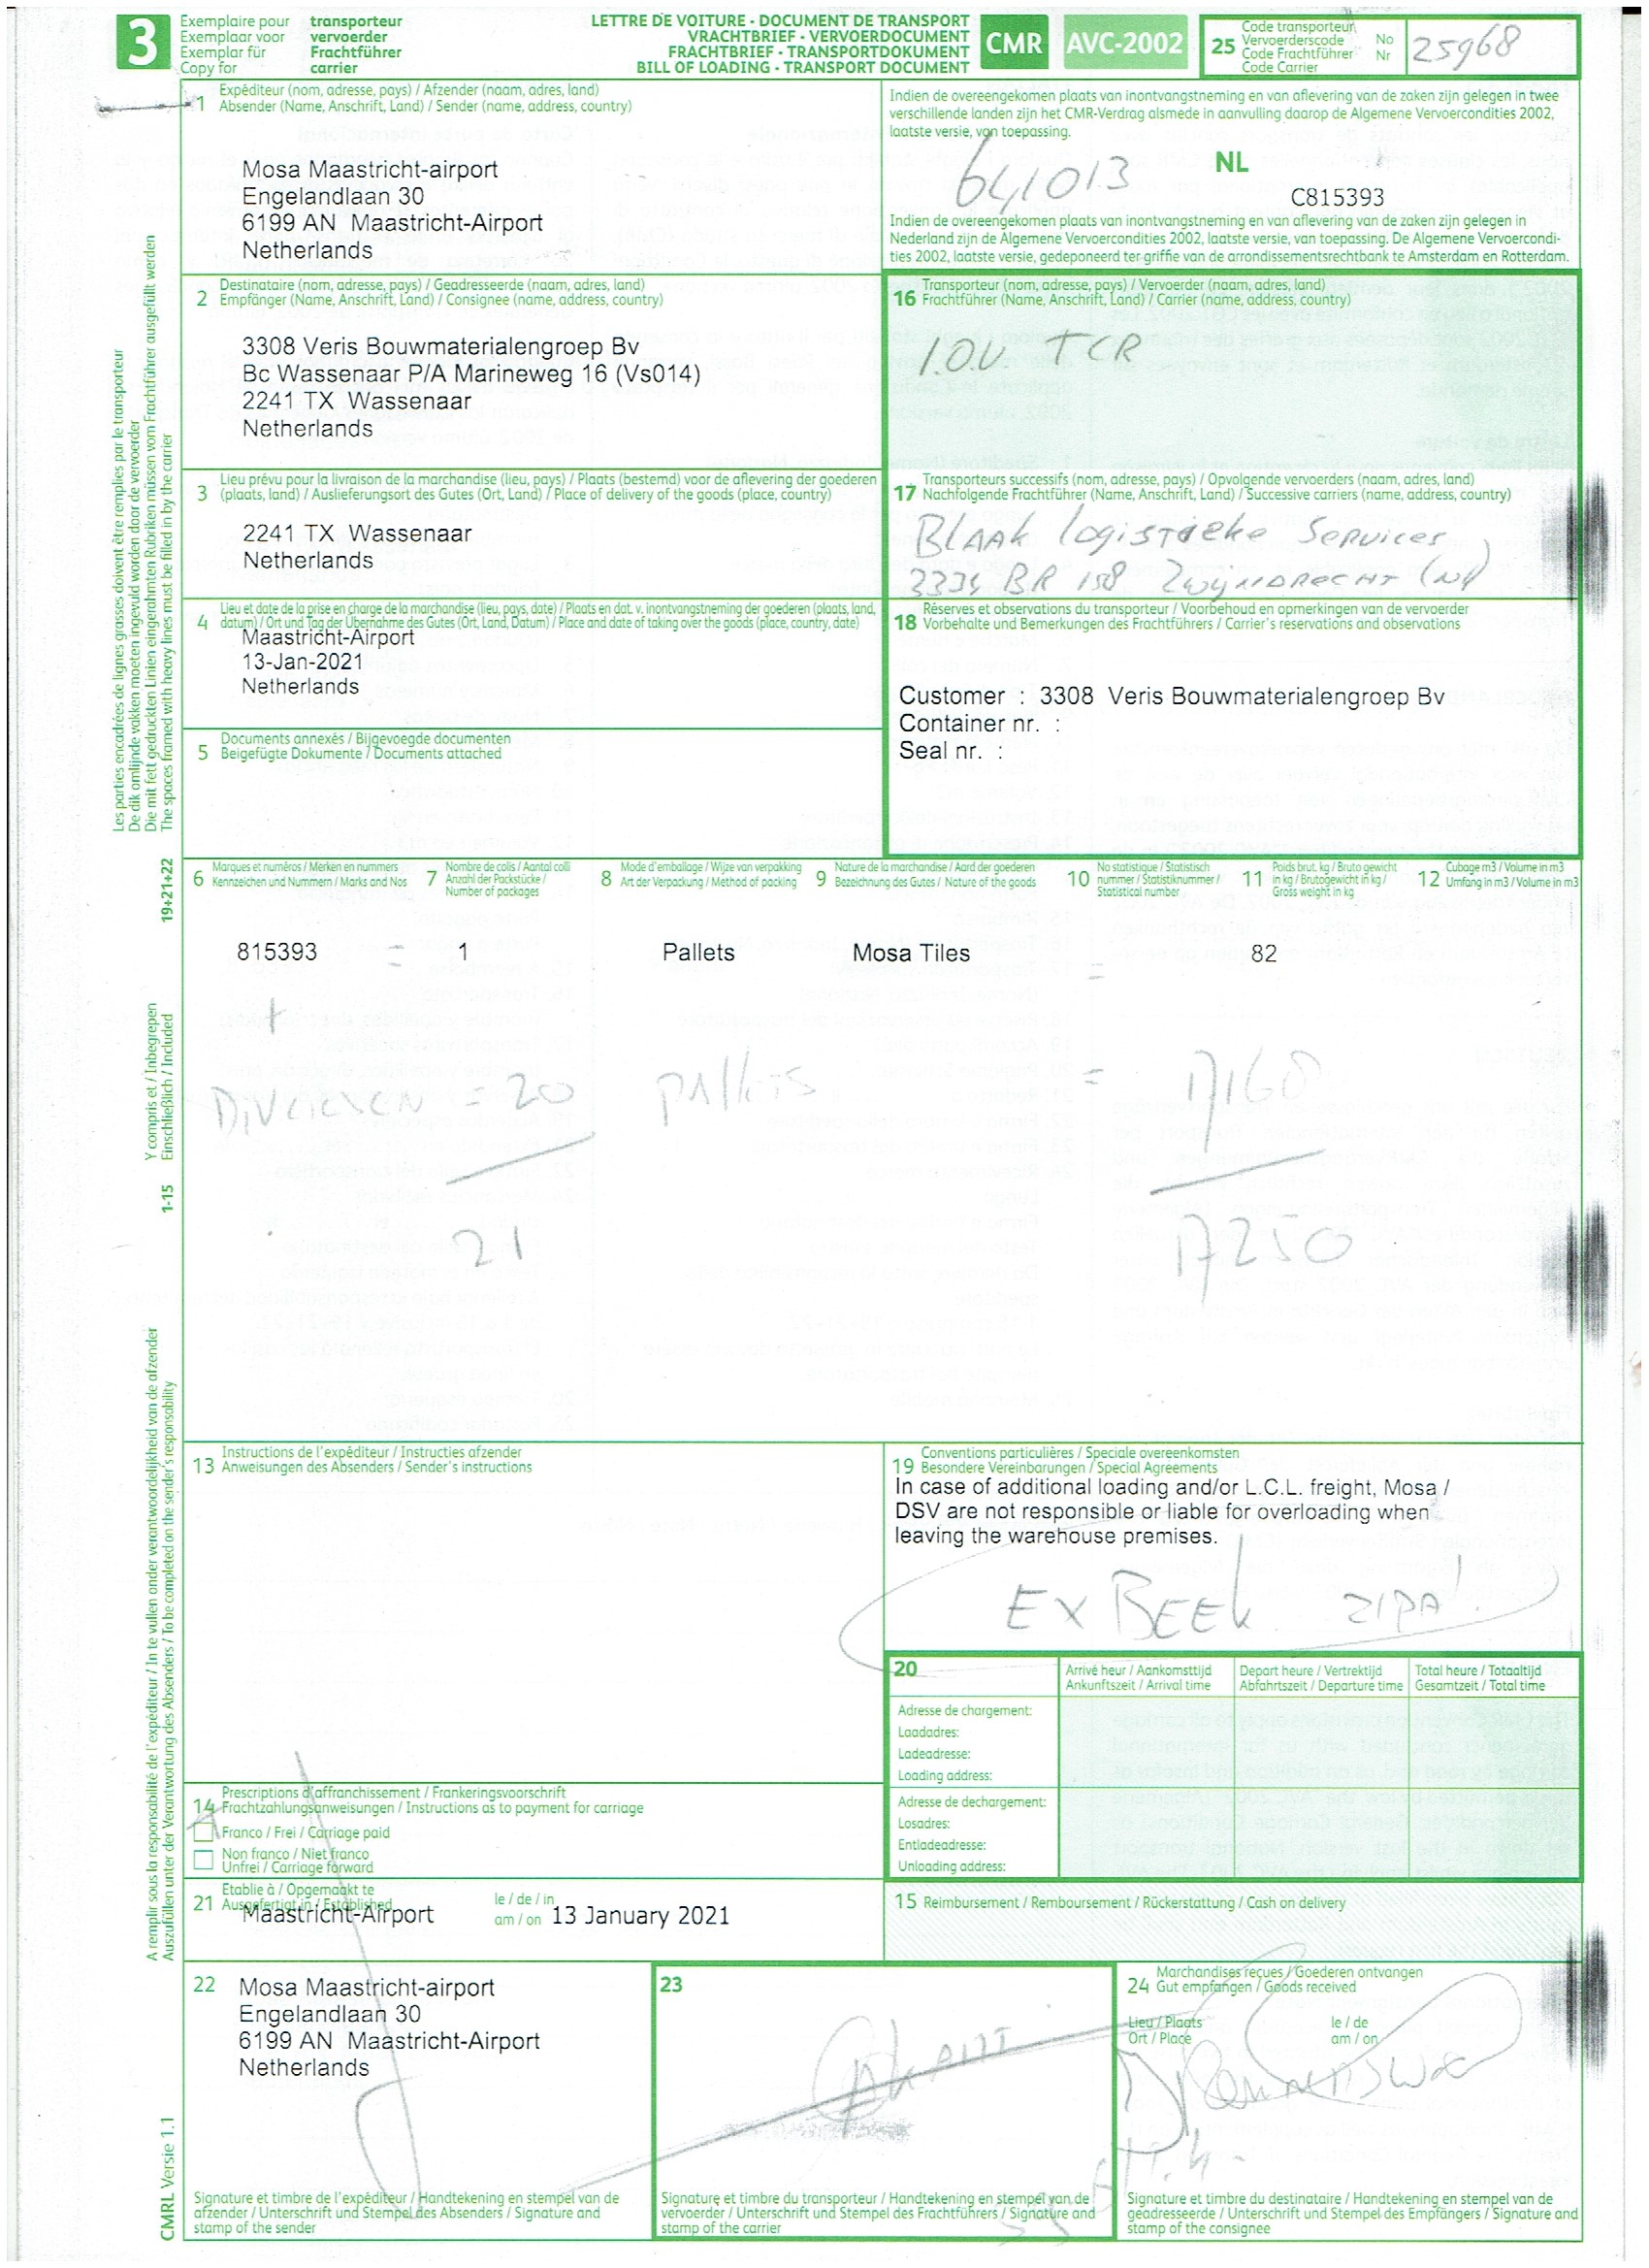 3
Exemplaire pour transporteur
Exemplaar voor vervoerder
Exemplar für Frachtführer
Copy for carrier
LETTRE DE VOITURE - DOCUMENT DE TRANSPORT
VRACHTBRIEF - VERVOERDOCUMENT
FRACHTBRIEF - TRANSPORTDOKUMENT
BILL OF LOADING - TRANSPORT DOCUMENT
CMR
AVC-2002
25 Code transporteur
Vervoerderscode No
Code Frachtführer Nr
Code Carrier
25968
1 Expéditeur (nom, adresse, pays) / Afzender (naam, adres, land)
Absender (Name, Anschrift, Land) / Sender (name, address, country)
Mosa Maastricht-airport
Engelandlaan 30
6199 AN Maastricht-Airport
Netherlands
Indien de overeengekomen plaats van inontvangstneming en van aflevering van de zaken zijn gelegen in twee
verschillende landen zijn het CMR-Verdrag alsmede in aanvulling daarop de Algemene Vervoercondities 2002,
laatste versie, van toepassing.
641013
NL
C815393
Indien de overeengekomen plaats van inontvangstneming en van aflevering van de zaken zijn gelegen in
Nederland zijn de Algemene Vervoercondities 2002, laatste versie, van toepassing. De Algemene Vervoercondi-
ties 2002, laatste versie, gedeponeerd ter griffie van de arrondissementsrechtbank te Amsterdam en Rotterdam.
2 Destinataire (nom, adresse, pays) / Geadresseerde (naam, adres, land)
Empfänger (Name, Anschrift, Land) / Consignee (name, address, country)
3308 Veris Bouwmaterialengroep Bv
Bc Wassenaar P/A Marineweg 16 (Vs014)
2241 TX Wassenaar
Netherlands
16 Transporteur (nom, adresse, pays) / Vervoerder (naam, adres, land)
Frachtführer (Name, Anschrift, Land) / Carrier (name, address, country)
I.O.V. TCR
3 Lieu prévu pour la livraison de la marchandise (lieu, pays) / Plaats (bestemd) voor de aflevering der goederen
(plaats, land) / Auslieferungsort des Gutes (Ort, Land) / Place of delivery of the goods (place, country)
2241 TX Wassenaar
Netherlands
17 Transporteurs successifs (nom, adresse, pays) / Opvolgende vervoerders (naam, adres, land)
Nachfolgende Frachtführer (Name, Anschrift, Land) / Successive carriers (name, address, country)
BLAAK Logistieke Services
BR 158 ZWIJNDRECHT (NL)
4 Lieu et date de la prise en charge de la marchandise (lieu, pays, date) / Plaats en dat. v. inontvangstneming der goederen (plaats, land,
datum) / Ort und Tag der Übernahme des Gutes (Ort, Land, Datum) / Place and date of taking over the goods (place, country, date)
Maastricht-Airport
13-Jan-2021
Netherlands
18 Réserves et observations du transporteur / Voorbehoud en opmerkingen van de vervoerder
Vorbehalte und Bemerkungen des Frachtführers / Carrier's reservations and observations
Customer : 3308 Veris Bouwmaterialengroep Bv
Container nr. :
Seal nr. :
5 Documents annexés / Bijgevoegde documenten
Beigefügte Dokumente / Documents attached
Les parties encadrées de lignes grasses doivent être remplies par le transporteur
De dik omlijnde vakken moeten ingevuld worden door de vervoerder
Die mit fett gedruckten Linien eingerahmten Rubriken müssen vom Frachtführer ausgefüllt werden
The spaces framed with heavy lines must be filled in by the carrier
6 Marques et numéros / Merken en nummers
Kennzeichen und Nummern / Marks and Nos
7 Nombre de colis / Aantal colli
Anzahl der Packstücke /
Number of packages
8 Mode d'emballage / Wijze van verpakking
Art der Verpackung / Method of packing
9 Nature de la marchandise / Aard der goederen
Bezeichnung des Gutes / Nature of the goods
10 No statistique / Statistisch
nummer / Statistiknummer /
Statistical number
11 Poids brut. kg / Bruto gewicht
in kg / Bruttogewicht in kg /
Gross weight in kg
12 Cubage m3 / Volume in m3
Umfang in m3 / Volume in m3
815393 = 1 Pallets Mosa Tiles = 82
+
DIVERSEN = 20 pallets = 17168
21 17250
19+21+22
Y compris et / Inbegrepen
Einschließlich / Included
1-15
A remplir sous la responsabilité de l'expéditeur / In te vullen onder verantwoordelijkheid van de afzender
Auszufüllen unter der Verantwortung des Absenders / To be completed on the sender's responsibility
13 Instructions de l'expéditeur / Instructies afzender
Anweisungen des Absenders / Sender's instructions
19 Conventions particulières / Speciale overeenkomsten
Besondere Vereinbarungen / Special Agreements
In case of additional loading and/or L.C.L. freight, Mosa /
DSV are not responsible or liable for overloading when
leaving the warehouse premises.
EX BEEK
20 Arrivé heur / Aankomsttijd
Ankunftszeit / Arrival time
Depart heure / Vertrektijd
Abfahrtszeit / Departure time
Total heure / Totaaltijd
Gesamtzeit / Total time
Adresse de chargement:
Laadadres:
Ladeadresse:
Loading address:
Adresse de dechargement:
Losadres:
Entladeadresse:
Unloading address:
14 Prescriptions d'affranchissement / Frankeringsvoorschrift
Frachtzahlungsanweisungen / Instructions as to payment for carriage
Franco / Frei / Carriage paid
Non franco / Niet franco
Unfrei / Carriage forward
21 Etablie à / Opgemaakt te
Ausgefertigt in / Established
Maastricht-Airport
le / de / in
am / on 13 January 2021
15 Reimbursement / Remboursement / Rückerstattung / Cash on delivery
22 Mosa Maastricht-airport
Engelandlaan 30
6199 AN Maastricht-Airport
Netherlands
Signature et timbre de l'expéditeur / Handtekening en stempel van de
afzender / Unterschrift und Stempel des Absenders / Signature and
stamp of the sender
23
Signature et timbre du transporteur / Handtekening en stempel van de
vervoerder / Unterschrift und Stempel des Frachtführers / Signature and
stamp of the carrier
24 Marchandises reçues / Goederen ontvangen
Gut empfangen / Goods received
Lieu / Plaats le / de
Ort / Place am / on
Signature et timbre du destinataire / Handtekening en stempel van de
geadresseerde / Unterschrift und Stempel des Empfängers / Signature and
stamp of the consignee
CMRL Versie 1.1